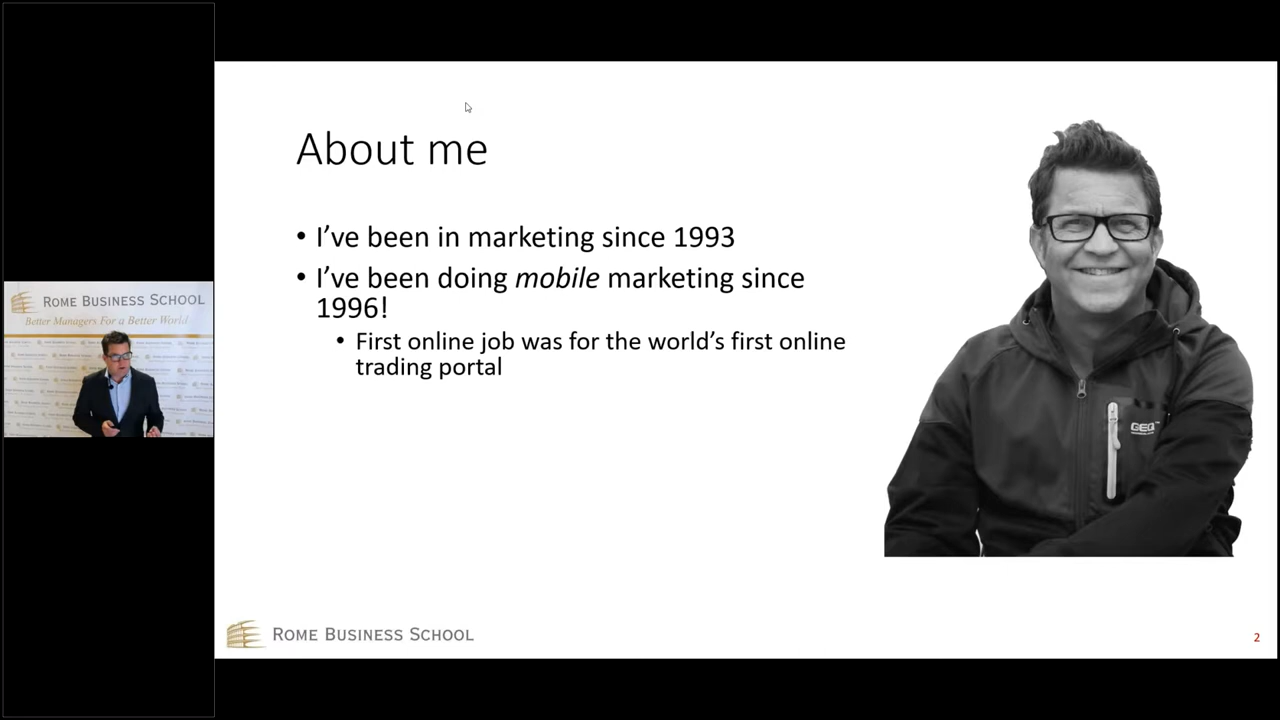 ROME BUSINESS SCHOOL
Better Managers For a Better World
About me
• I’ve been in marketing since 1993
• I’ve been doing mobile marketing since
1996!
• First online job was for the world’s first online
trading portal
GEQ
ROME BUSINESS SCHOOL
2